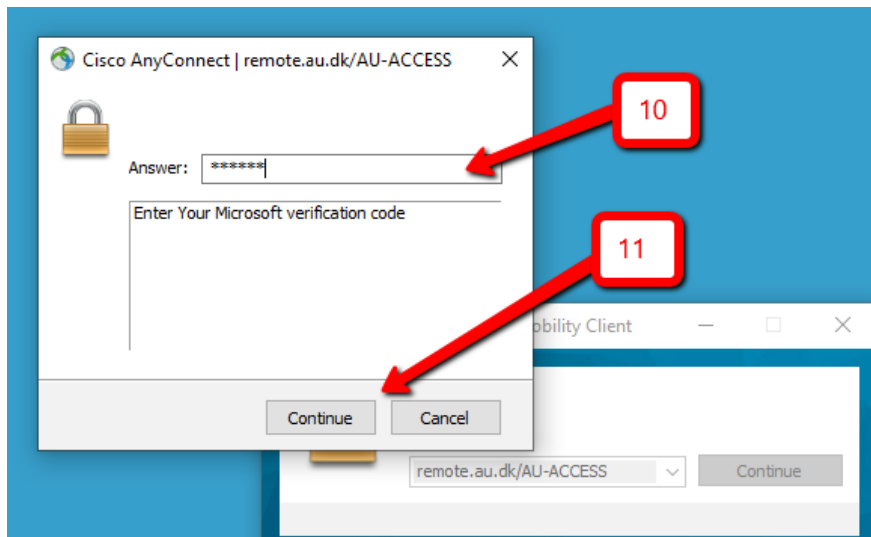 Cisco AnyConnect | remote.au.dk/AU-ACCESS
10
Answer: ******
Enter Your Microsoft verification code
11
obility Client
Continue Cancel
remote.au.dk/AU-ACCESS Continue